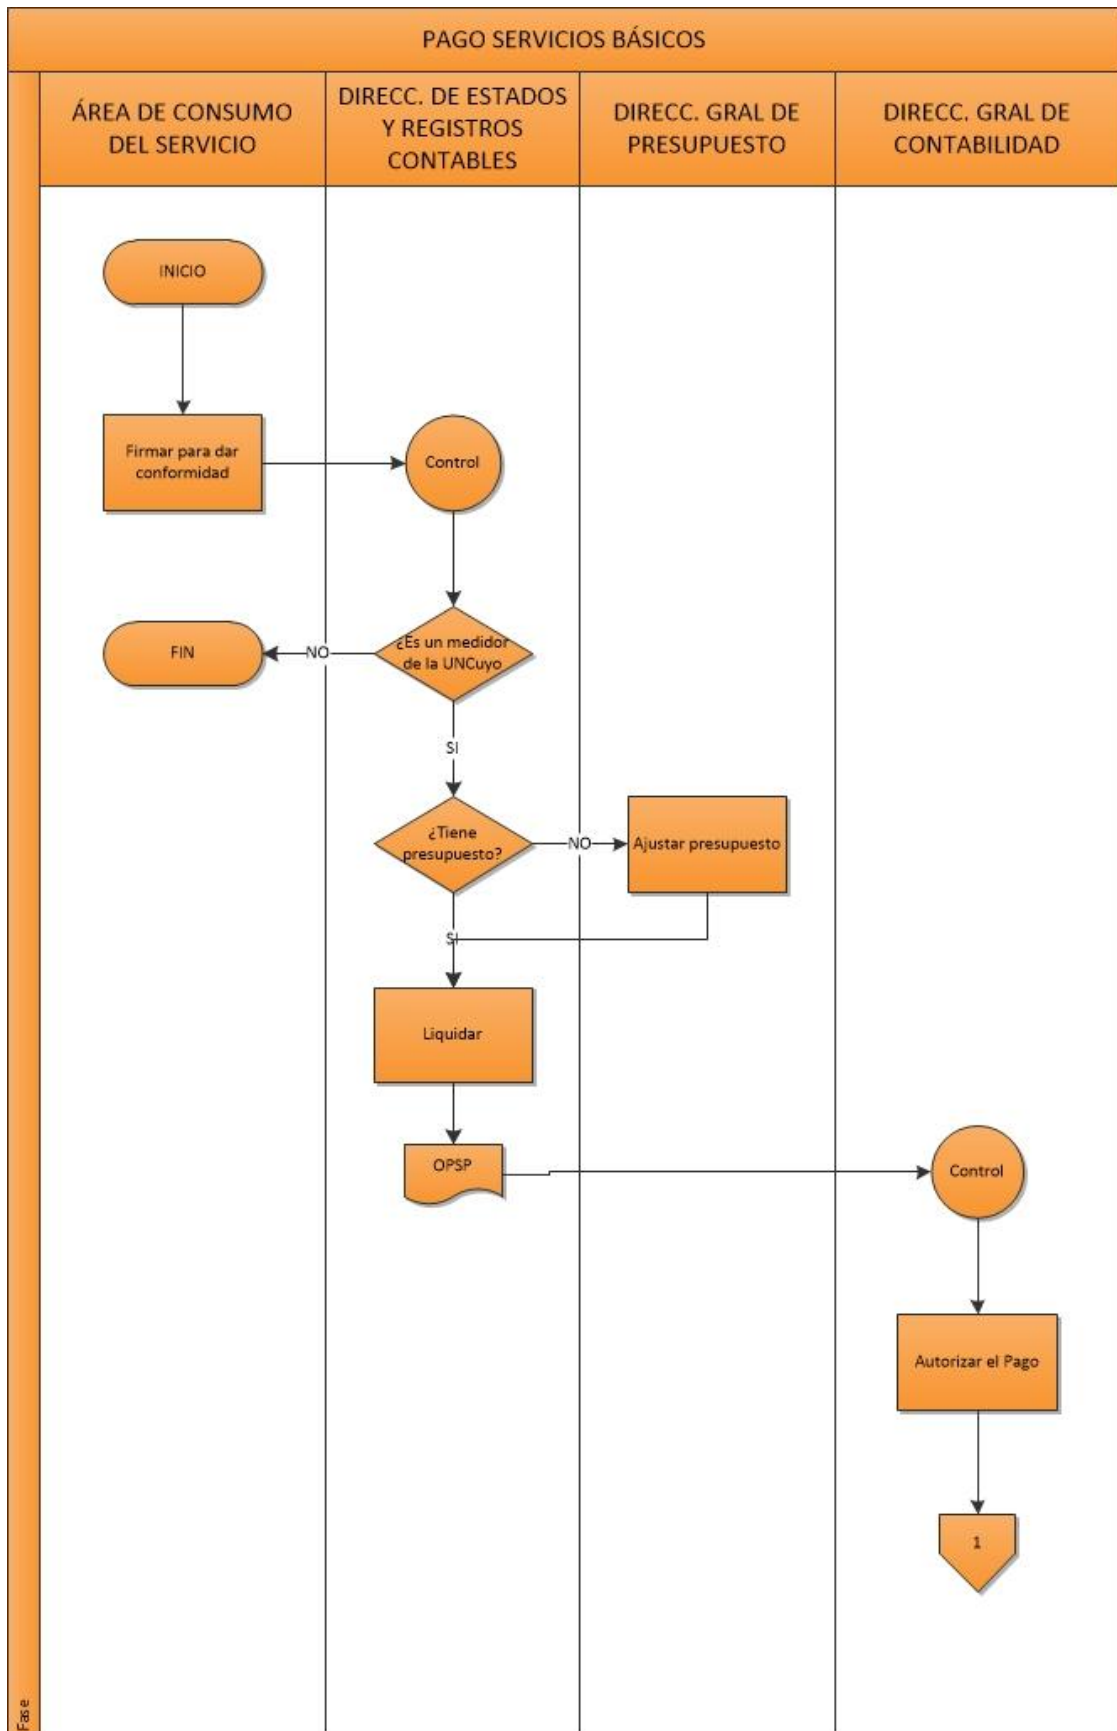 PAGO SERVICIOS BÁSICOS
ÁREA DE CONSUMO
DEL SERVICIO
DIRECC. DE ESTADOS
Y REGISTROS
CONTABLES
DIRECC. GRAL DE
PRESUPUESTO
DIRECC. GRAL DE
CONTABILIDAD
INICIO
Firmar para dar
conformidad
Control
¿Es un medidor
de la UNCuyo
NO
FIN
SI
¿Tiene
presupuesto?
NO
Ajustar presupuesto
SI
Liquidar
OPSP
Control
Autorizar el Pago
1
Fase